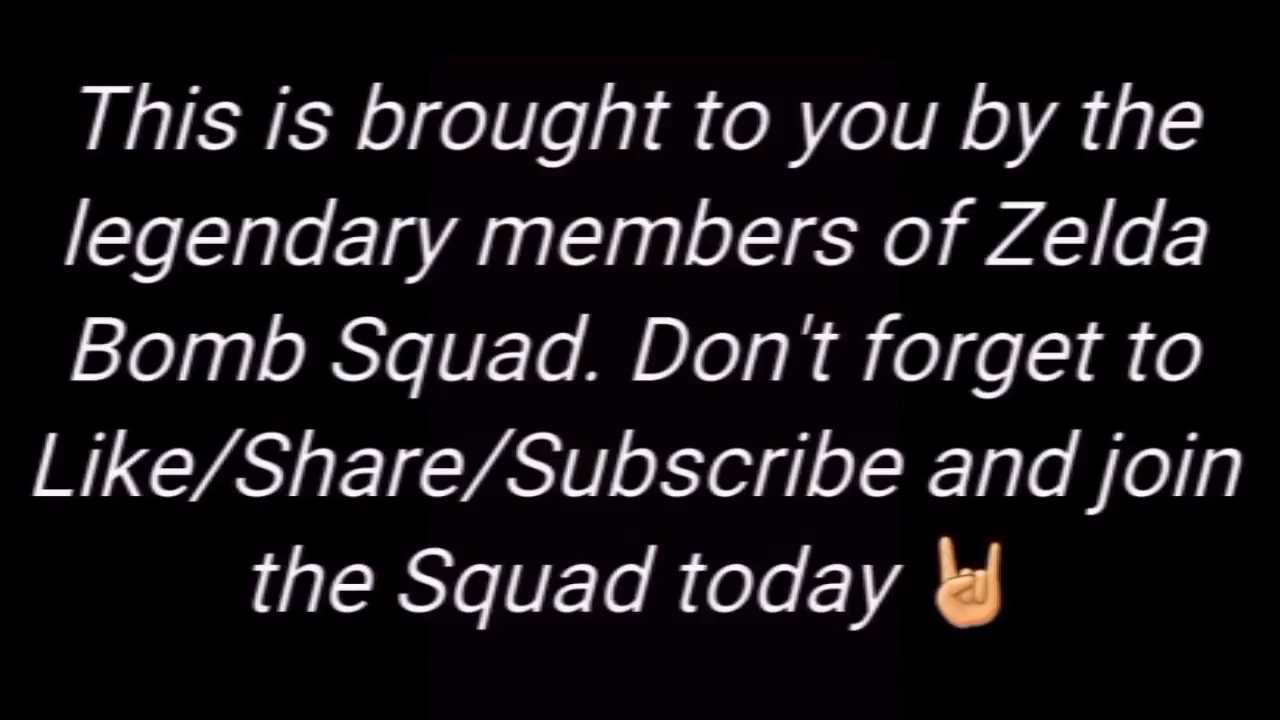 This is brought to you by the
legendary members of Zelda
Bomb Squad. Don't forget to
Like/Share/Subscribe and join
the Squad today 🤘